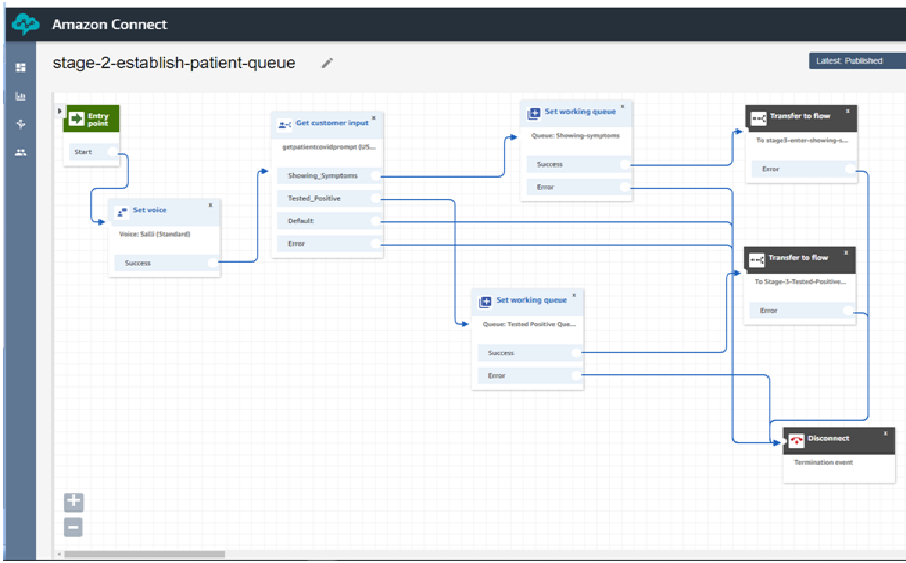 Amazon Connect
stage-2-establish-patient-queue
Latest: Published
Entry point
Start
Set voice
Voice: Salli (Standard)
Success
Get customer input
getpatientcovidprompt (US...
Showing_Symptoms
Tested_Positive
Default
Error
Set working queue
Queue: Showing-symptoms
Success
Error
Set working queue
Queue: Tested Positive Que...
Success
Error
Transfer to flow
To stage3-enter-showing-s...
Error
Transfer to flow
To Stage-3-Tested-Positive...
Error
Disconnect
Termination event